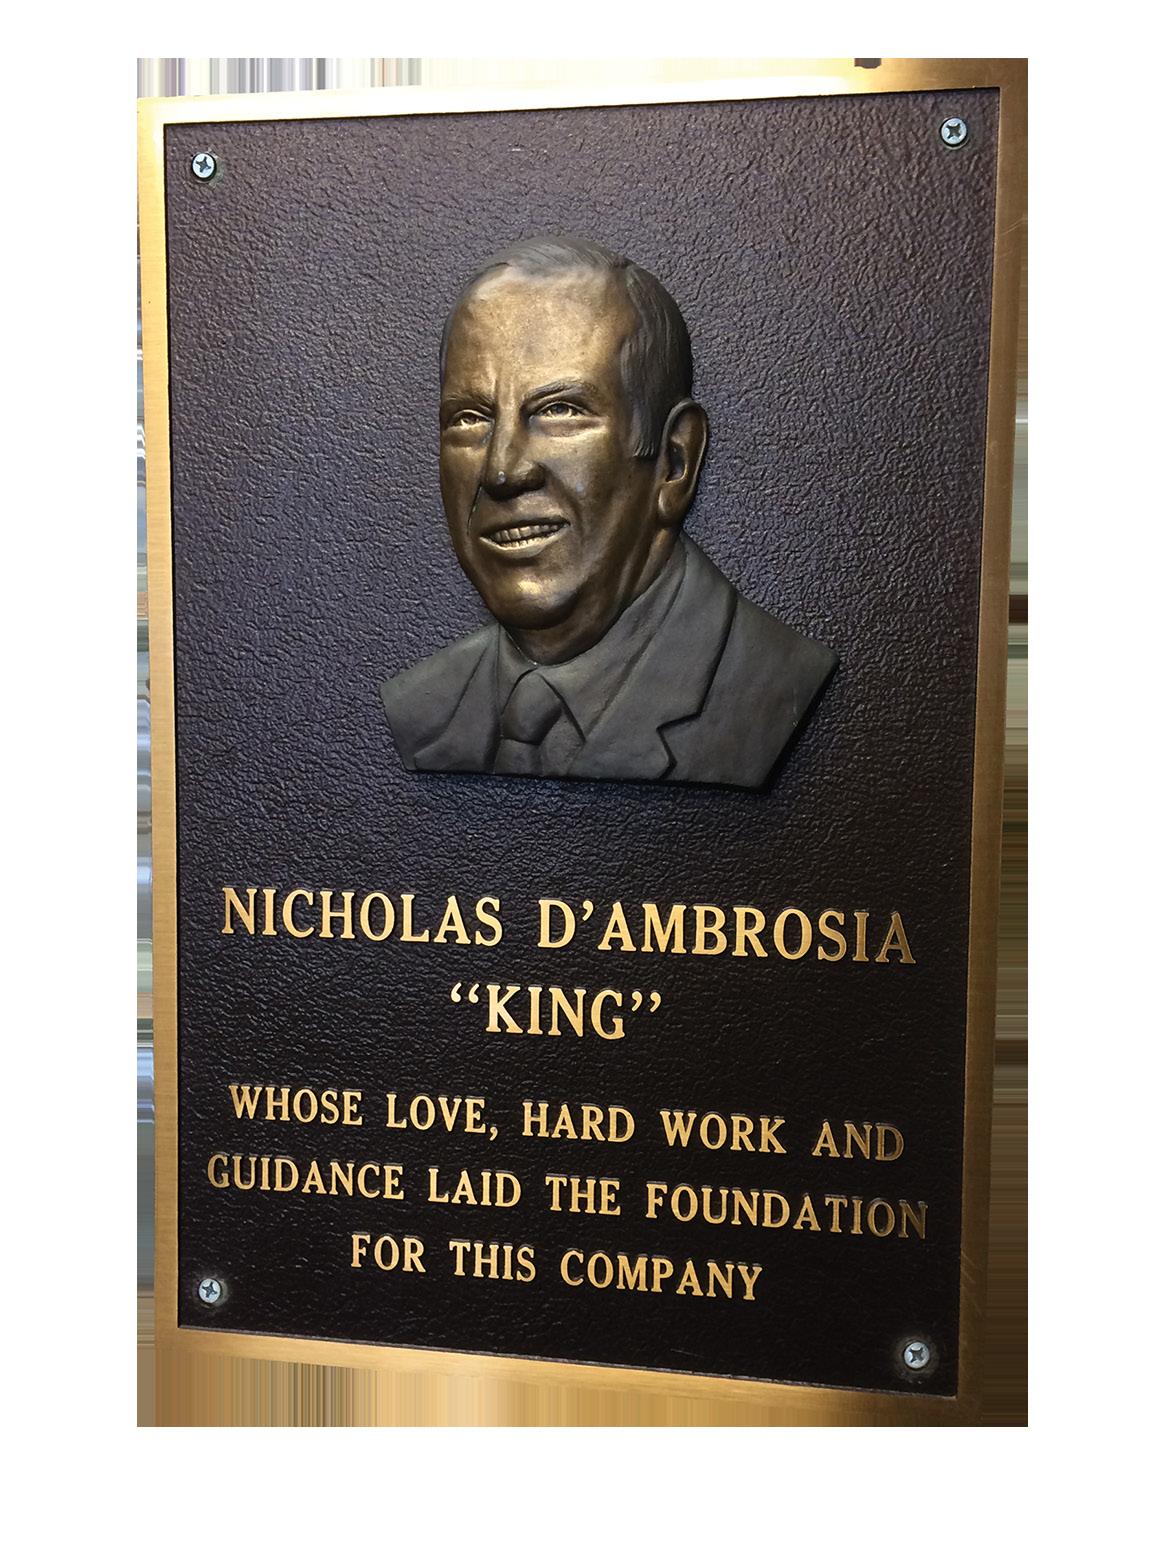 NICHOLAS D’AMBROSIA
“KING”
WHOSE LOVE, HARD WORK AND
GUIDANCE LAID THE FOUNDATION
FOR THIS COMPANY